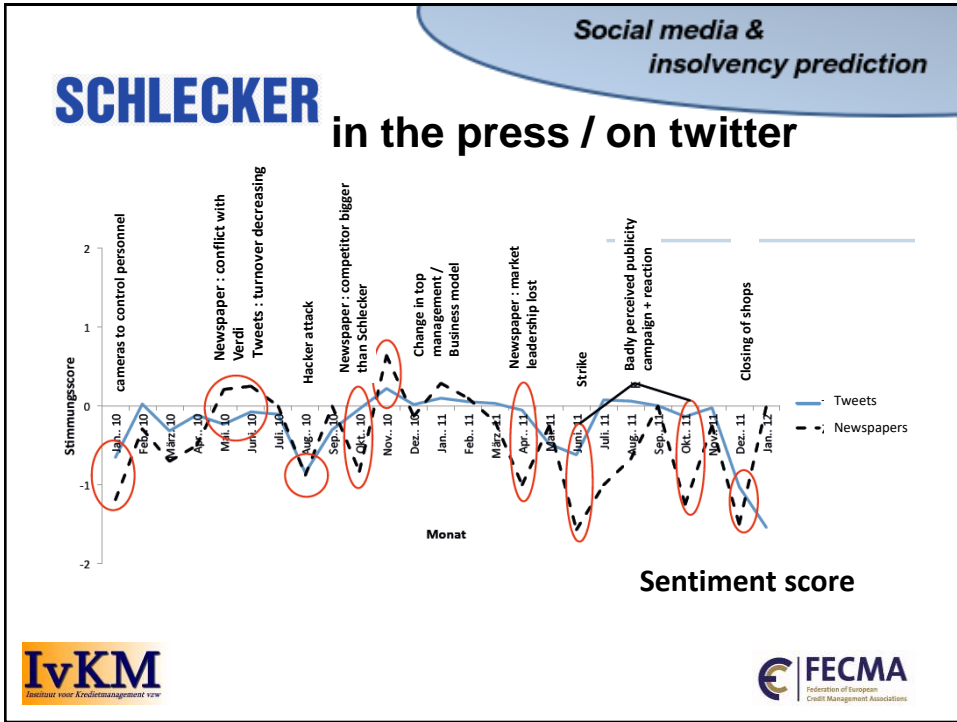 Social media &
insolvency prediction
SCHLECKER
in the press / on twitter
cameras to control personnel
Newspaper : conflict with
Verdi
Tweets : turnover decreasing
Hacker attack
Newspaper : competitor bigger
than Schlecker
Change in top
management /
Business model
Newspaper : market
leadership lost
Strike
Badly perceived publicity
campaign + reaction
Closing of shops
Stimmungsscore
2
1
0
-1
-2
Jan.. 10
Feb.. 10
März. 10
Apr.. 10
Mai. 10
Juni. 10
Juli. 10
Aug.. 10
Sep.. 10
Okt.. 10
Nov.. 10
Dez.. 10
Jan.. 11
Feb.. 11
März. 11
Apr.. 11
Mai. 11
Juni. 11
Juli. 11
Aug.. 11
Sep.. 11
Okt.. 11
Nov.. 11
Dez.. 11
Jan.. 12
Monat
Tweets
Newspapers
Sentiment score
IvKM
Instituut voor Kredietmanagement vzw
FECMA
Federation of European
Credit Management Associations